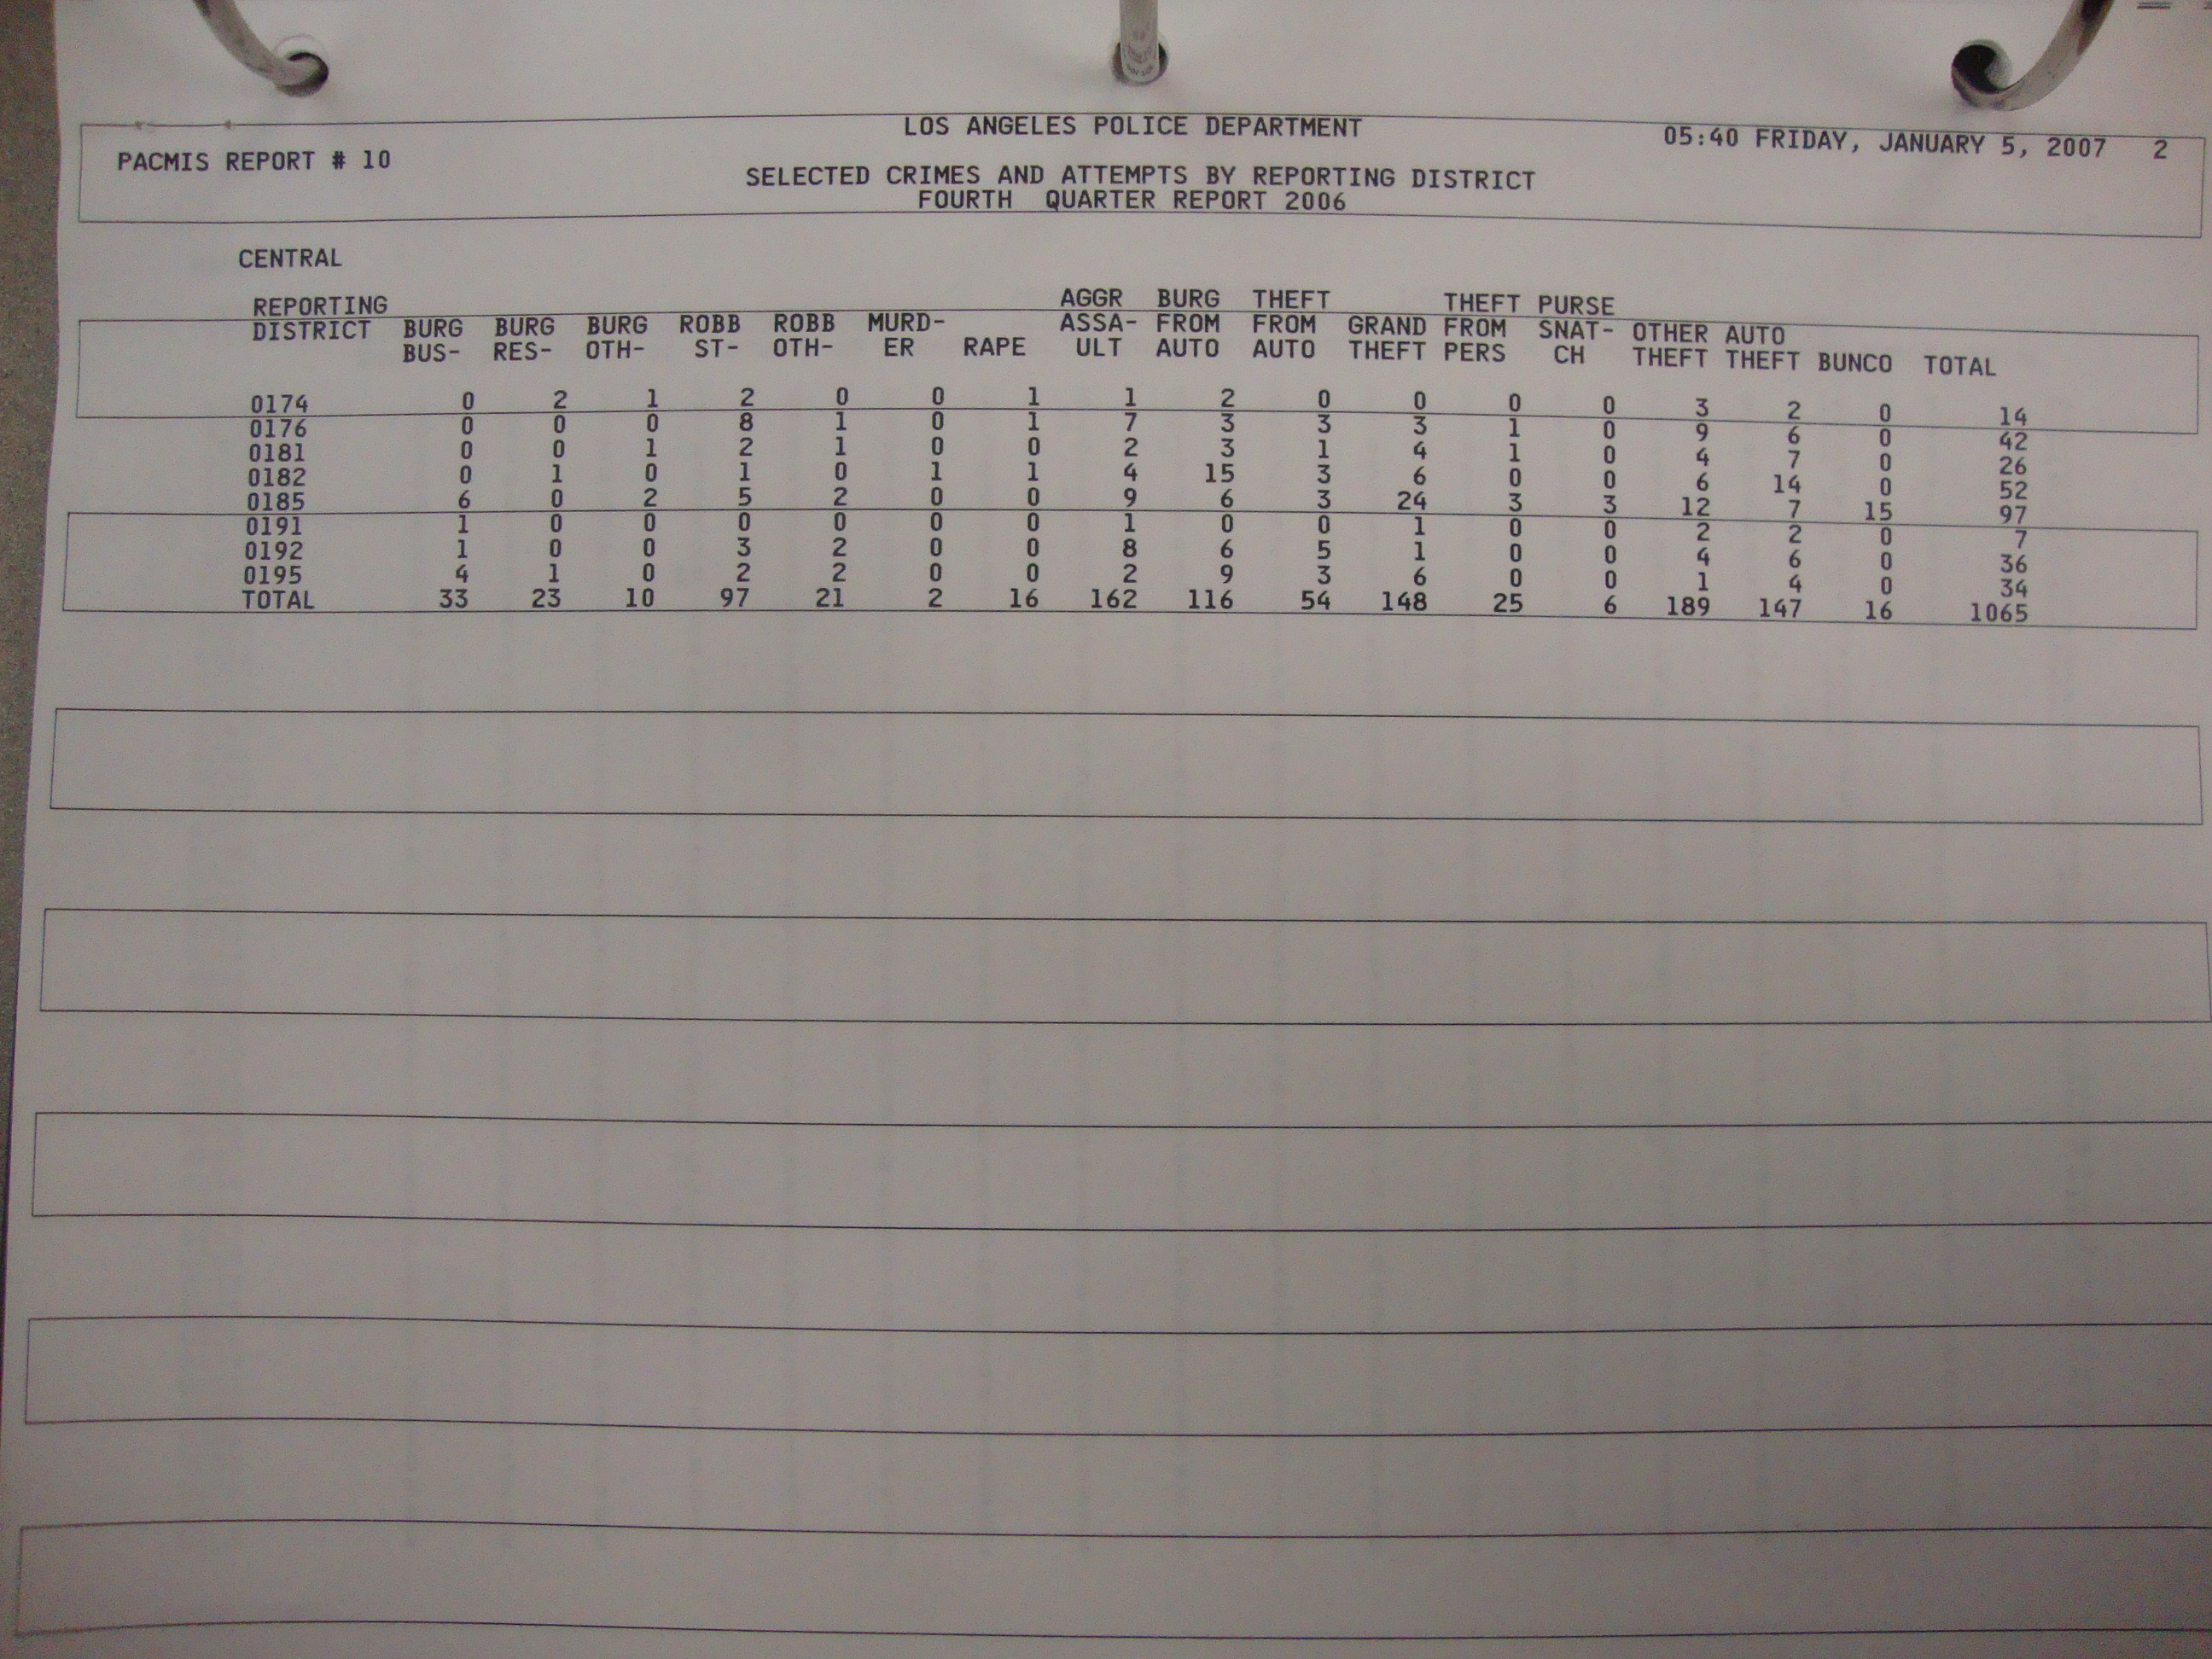 LOS ANGELES POLICE DEPARTMENT 05:40 FRIDAY, JANUARY 5, 2007 2
PACMIS REPORT # 10
SELECTED CRIMES AND ATTEMPTS BY REPORTING DISTRICT
FOURTH QUARTER REPORT 2006
CENTRAL
REPORTING AGGR BURG THEFT THEFT PURSE
DISTRICT BURG BURG BURG ROBB ROBB MURD- ASSA- FROM FROM GRAND FROM SNAT- OTHER AUTO
BUS- RES- OTH- ST- OTH- ER RAPE ULT AUTO AUTO THEFT PERS CH THEFT THEFT BUNCO TOTAL
0174 0 2 1 2 0 0 1 1 2 0 0 0 0 3 2 0 14
0176 0 0 0 8 1 0 1 7 3 3 3 1 0 9 6 0 42
0181 0 0 1 2 1 0 0 2 3 1 4 1 0 4 7 0 26
0182 0 1 0 1 0 1 1 4 15 3 6 0 0 6 14 0 52
0185 6 0 2 5 2 0 0 9 6 3 24 3 3 12 7 15 97
0191 1 0 0 0 0 0 0 1 0 0 1 0 0 2 2 0 7
0192 1 0 0 3 2 0 0 8 6 5 1 0 0 4 6 0 36
0195 4 1 0 2 2 0 0 2 9 3 6 0 0 1 4 0 34
TOTAL 33 23 10 97 21 2 16 162 116 54 148 25 6 189 147 16 1065